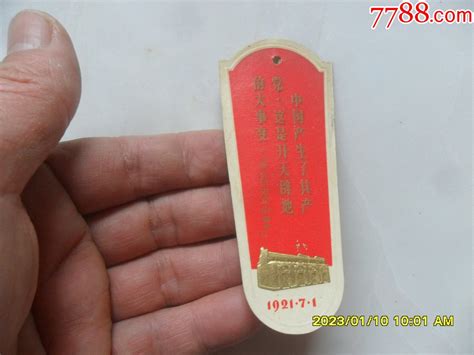 7788.com
中国产生了共产
党，这是开天辟地
的大事变
1921·7·1
2023/01/10 10:01 AM